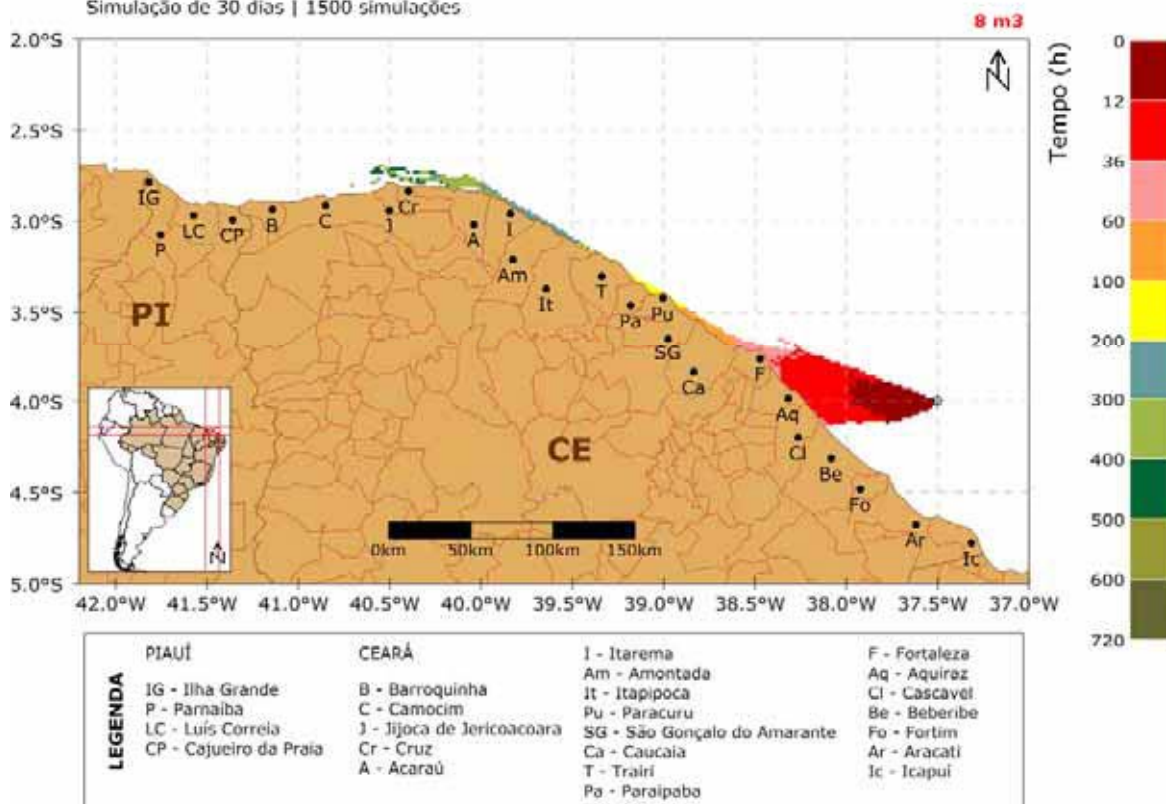 Simulação de 30 dias | 1500 simulações
8 m3
2.0°S
2.5°S
3.0°S
3.5°S
4.0°S
4.5°S
5.0°S
42.0°W 41.5°W 41.0°W 40.5°W 40.0°W 39.5°W 39.0°W 38.5°W 38.0°W 37.5°W 37.0°W
N
IG
P
LC
CP
B
C
J
Cr
A
I
Am
It
T
Pa
Pu
SG
Ca
F
Aq
Cl
Be
Fo
Ar
Ic
PI
CE
N
0km 50km 100km 150km
Tempo (h)
0
12
36
60
100
200
300
400
500
600
720
LEGENDA
PIAUÍ
IG - Ilha Grande
P - Parnaíba
LC - Luís Correia
CP - Cajueiro da Praia
CEARÁ
B - Barroquinha
C - Camocim
J - Jijoca de Jericoacoara
Cr - Cruz
A - Acaraú
I - Itarema
Am - Amontada
It - Itapipoca
Pu - Paracuru
SG - São Gonçalo do Amarante
Ca - Caucaia
T - Trairi
Pa - Paraipaba
F - Fortaleza
Aq - Aquiraz
Cl - Cascavel
Be - Beberibe
Fo - Fortim
Ar - Aracati
Ic - Icapuí